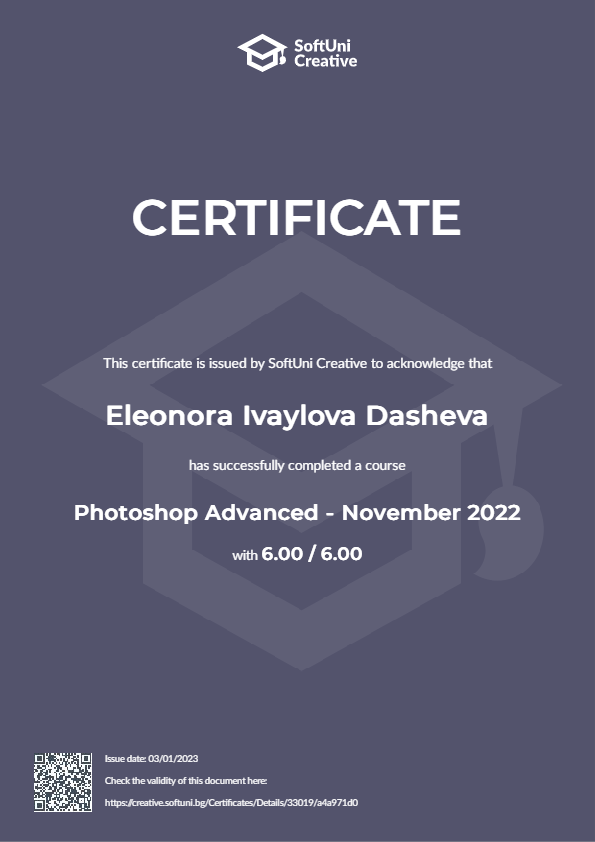 SoftUni
Creative
CERTIFICATE
This certificate is issued by SoftUni Creative to acknowledge that
Eleonora Ivaylova Dasheva
has successfully completed a course
Photoshop Advanced - November 2022
with 6.00 / 6.00
Issue date: 03/01/2023
Check the validity of this document here:
https://creative.softuni.bg/Certificates/Details/33019/a4a971d0